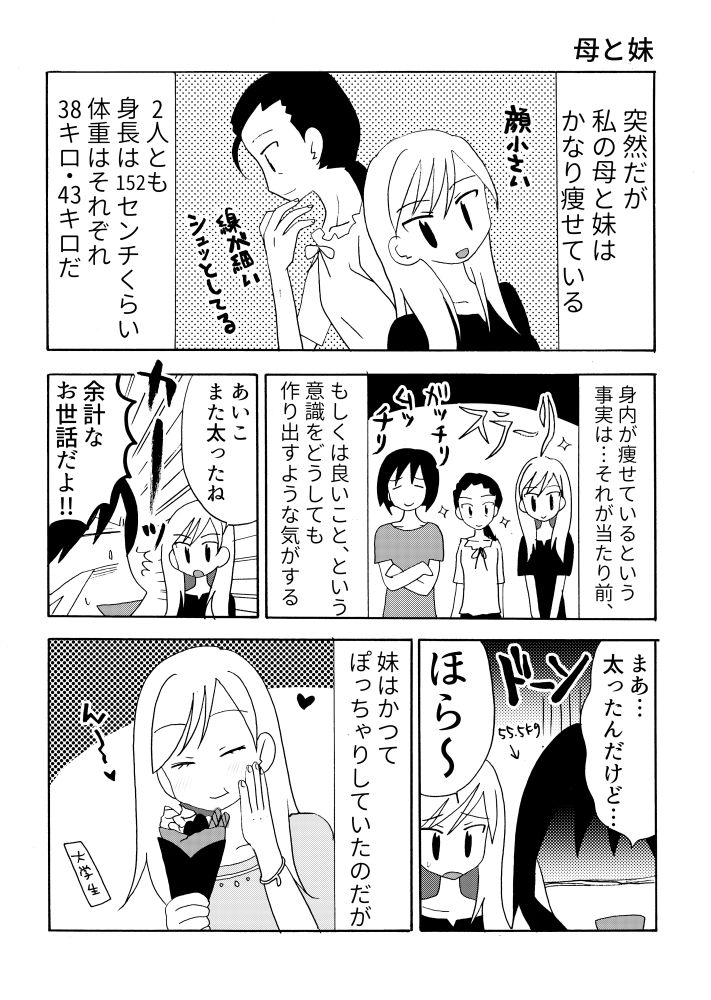 母と妹
突然だが
私の母と妹は
かなり痩せている
顔小さい
線が細い
シュッとしてる
2人とも
身長は152センチくらい
体重はそれぞれ
38キロ・43キロだ
身内が痩せているという
事実は…それが当たり前、
スラーリ
ガッチリ
ムッチリ
もしくは良いこと、という
意識をどうしても
作り出すような気がする
あいこ
また太ったね
余計な
お世話だよ!!
まあ…
太ったんだけど…
ドーン
55.5kg
ほら〜
妹はかつて
ぽっちゃりしていたのだが
ん〜
大学生